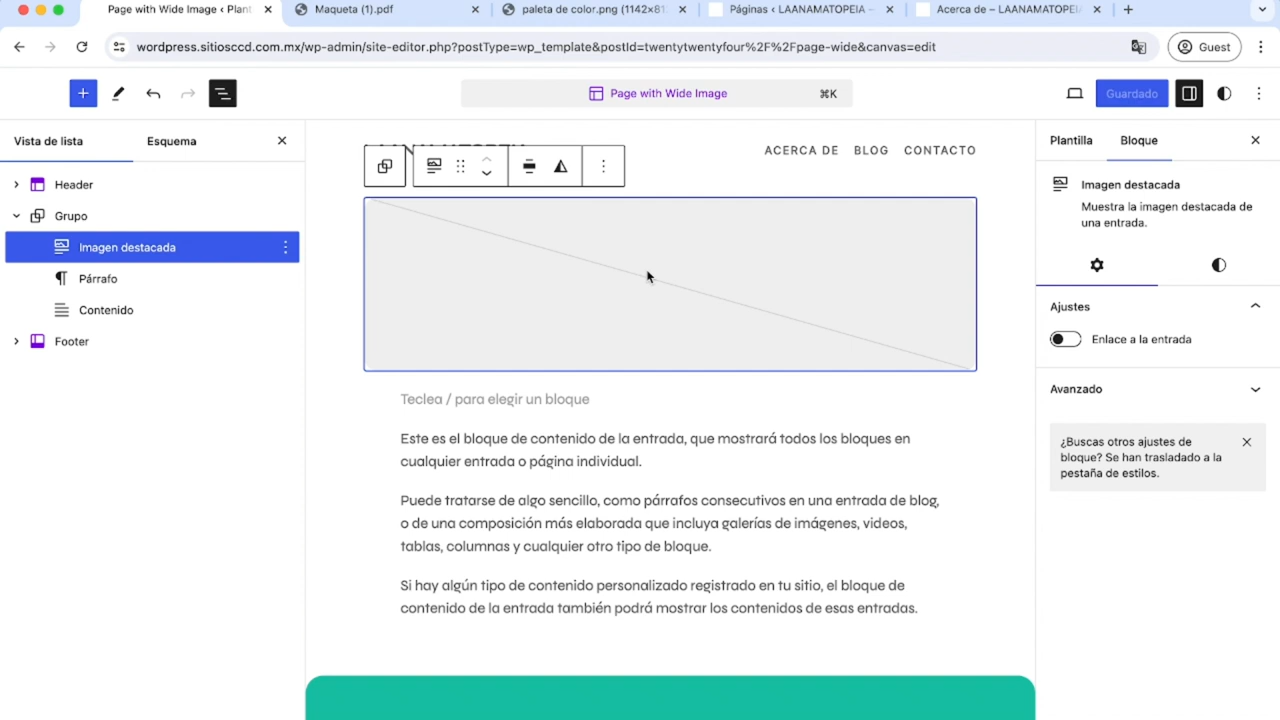 Page with Wide Image ‹ Plant
Maqueta (1).pdf
paleta de color.png (1142×81
Páginas ‹ LAANAMATOPEIA –
Acerca de – LAANAMATOPEIA
wordpress.sitiosccd.com.mx/wp-admin/site-editor.php?postType=wp_template&postId=twentytwentyfour%2F%2Fpage-wide&canvas=edit
Guest
Page with Wide Image
⌘K
Guardado
Vista de lista
Esquema
Header
Grupo
Imagen destacada
Párrafo
Contenido
Footer
ACERCA DE BLOG CONTACTO
Teclea / para elegir un bloque
Este es el bloque de contenido de la entrada, que mostrará todos los bloques en
cualquier entrada o página individual.
Puede tratarse de algo sencillo, como párrafos consecutivos en una entrada de blog,
o de una composición más elaborada que incluya galerías de imágenes, videos,
tablas, columnas y cualquier otro tipo de bloque.
Si hay algún tipo de contenido personalizado registrado en tu sitio, el bloque de
contenido de la entrada también podrá mostrar los contenidos de esas entradas.
Plantilla
Bloque
Imagen destacada
Muestra la imagen destacada de
una entrada.
Ajustes
Enlace a la entrada
Avanzado
¿Buscas otros ajustes de
bloque? Se han trasladado a la
pestaña de estilos.